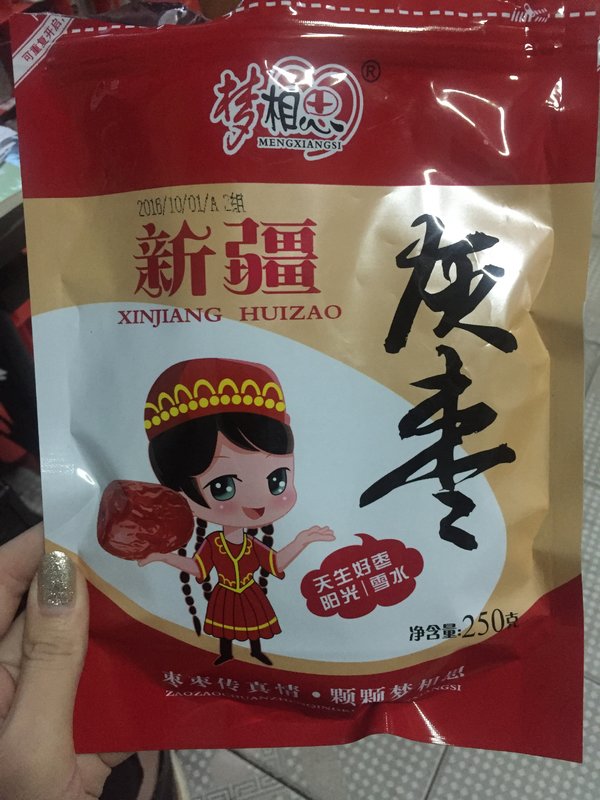 可重复开启
梦相思®
MENGXIANGSI
2016/10/01/A 2组
新疆
XINJIANG HUIZAO
灰枣
天生好枣
阳光|雪水
净含量:250克
枣枣传真情·颗颗梦相思